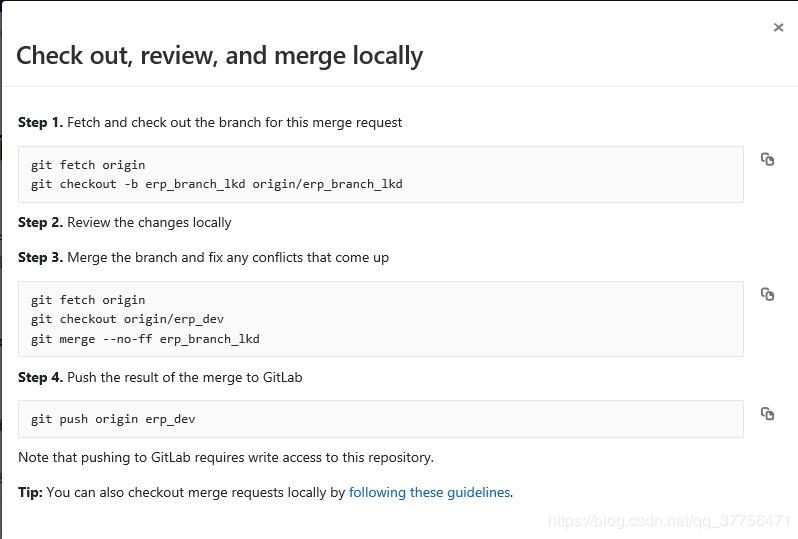 Check out, review, and merge locally
Step 1. Fetch and check out the branch for this merge request
git fetch origin
git checkout -b erp_branch_lkd origin/erp_branch_lkd
Step 2. Review the changes locally
Step 3. Merge the branch and fix any conflicts that come up
git fetch origin
git checkout origin/erp_dev
git merge --no-ff erp_branch_lkd
Step 4. Push the result of the merge to GitLab
git push origin erp_dev
Note that pushing to GitLab requires write access to this repository.
Tip: You can also checkout merge requests locally by following these guidelines.
https://blog.csdn.net/qq_37756471